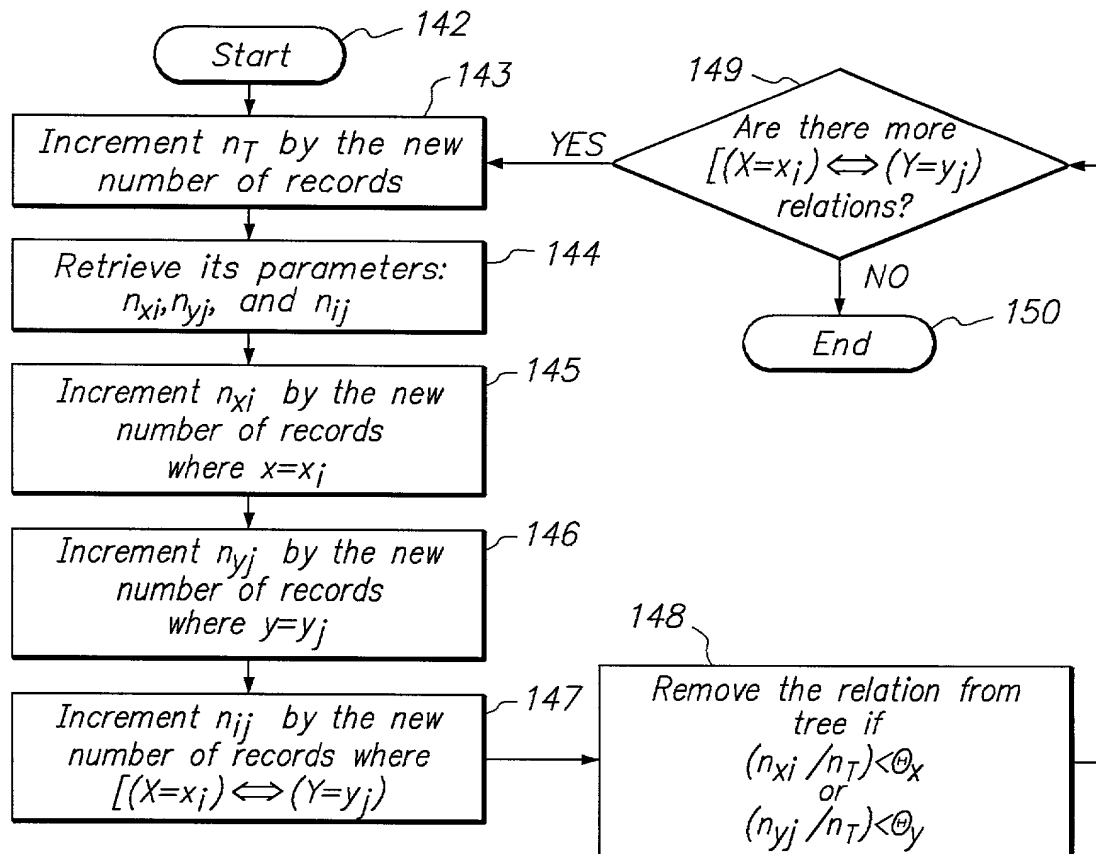 Start
142
143
Increment n_T by the new
number of records
144
Retrieve its parameters:
n_xi, n_yj, and n_ij
145
Increment n_xi by the new
number of records
where x=x_i
146
Increment n_yj by the new
number of records
where y=y_j
147
Increment n_ij by the new
number of records where
[(X=x_i) ⟺ (Y=y_j)
148
Remove the relation from
tree if
(n_xi /n_T)<Θ_x
or
(n_yj /n_T)<Θ_y
149
Are there more
[(X=x_i) ⟺ (Y=y_j)
relations?
YES
NO
End
150